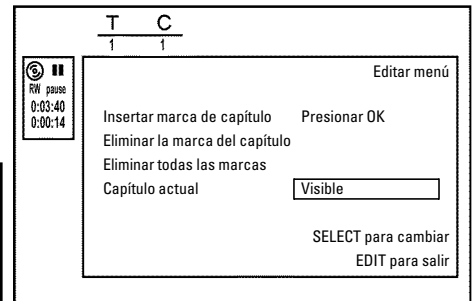 T C
1 1
RW pause
0:03:40
0:00:14
Editar menú
Insertar marca de capítulo Presionar OK
Eliminar la marca del capítulo
Eliminar todas las marcas
Capítulo actual Visible
SELECT para cambiar
EDIT para salir